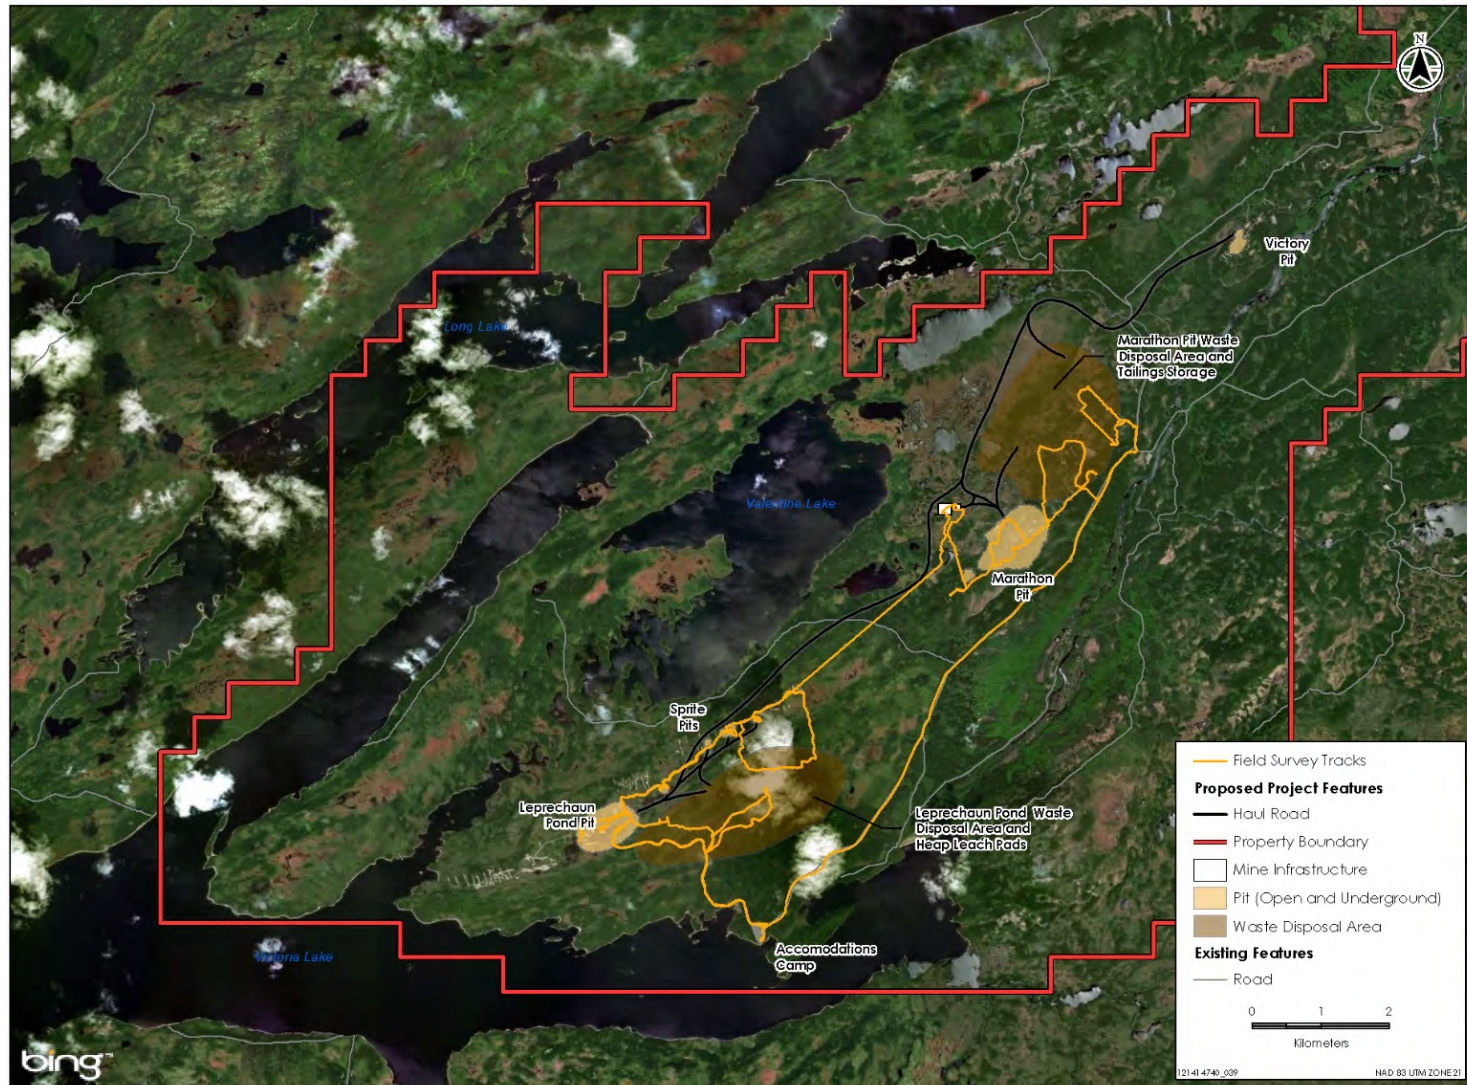 N
Victory
Pit
Marathon Pit Waste
Disposal Area and
Tailings Storage
Long Lake
Valentine Lake
Marathon
Pit
Sprite
Pits
Leprechaun
Pond Pit
Leprechaun Pond Waste
Disposal Area and
Heap Leach Pads
Accomodations
Camp
Victoria Lake
Field Survey Tracks
Proposed Project Features
Haul Road
Property Boundary
Mine Infrastructure
Pit (Open and Underground)
Waste Disposal Area
Existing Features
Road
0 1 2
Kilometers
121414740_039 NAD 83 UTM ZONE 21
bing™